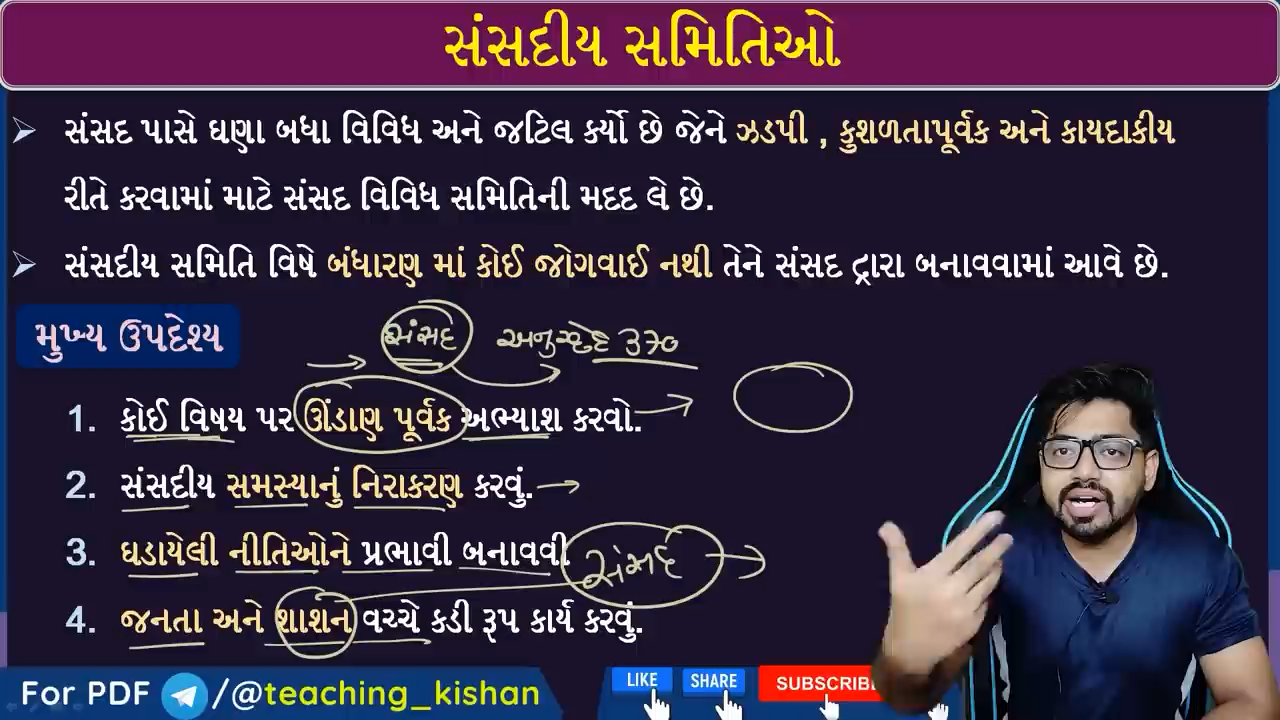 સંસદીય સમિતિઓ
➢ સંસદ પાસે ઘણા બધા વિવિધ અને જટિલ કર્યો છે જેને ઝડપી , કુશળતાપૂર્વક અને કાયદાકીય
રીતે કરવામાં માટે સંસદ વિવિધ સમિતિની મદદ લે છે.
➢ સંસદીય સમિતિ વિષે બંધારણ માં કોઈ જોગવાઈ નથી તેને સંસદ દ્રારા બનાવવામાં આવે છે.
મુખ્ય ઉપદેશ્ય
સંસદ અનુચ્છેદ ૩૭૦
1. કોઈ વિષય પર ઊંડાણ પૂર્વક અભ્યાશ કરવો.
2. સંસદીય સમસ્યાનું નિરાકરણ કરવું.
3. ઘડાયેલી નીતિઓને પ્રભાવી બનાવવી
સંસદ
4. જનતા અને શાશન વચ્ચે કડી રૂપ કાર્ય કરવું.
For PDF /@teaching_kishan
LIKE SHARE SUBSCRIBE